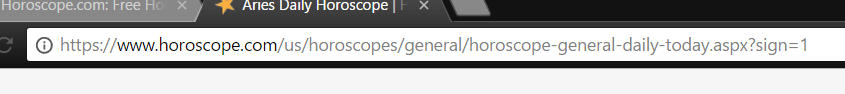 Horoscope.com: Free Ho
Aries Daily Horoscope |
https://www.horoscope.com/us/horoscopes/general/horoscope-general-daily-today.aspx?sign=1